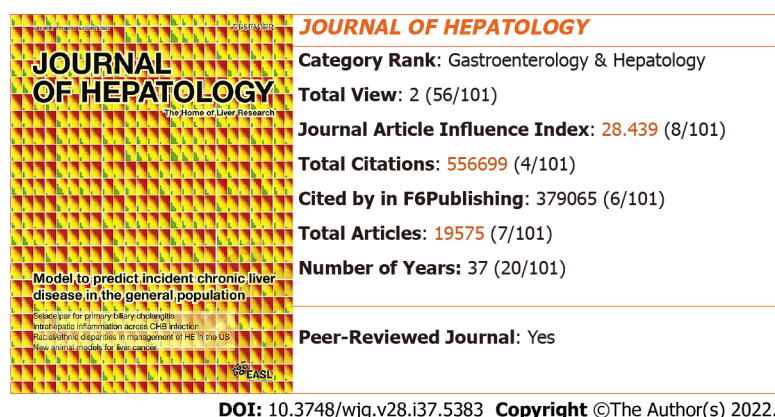 ELSEVIER
JOURNAL
OF HEPATOLOGY
The Home of Liver Research
Model to predict incident chronic liver
disease in the general population
Seladelpar for primary biliary cholangitis
Intrahepatic inflammation across CHB infection
Racial/ethnic disparities in management of HE in the US
New animal models for liver cancer
EASL
JOURNAL OF HEPATOLOGY
Category Rank: Gastroenterology & Hepatology
Total View: 2 (56/101)
Journal Article Influence Index: 28.439 (8/101)
Total Citations: 556699 (4/101)
Cited by in F6Publishing: 379065 (6/101)
Total Articles: 19575 (7/101)
Number of Years: 37 (20/101)
Peer-Reviewed Journal: Yes
DOI: 10.3748/wjg.v28.i37.5383 Copyright ©The Author(s) 2022.